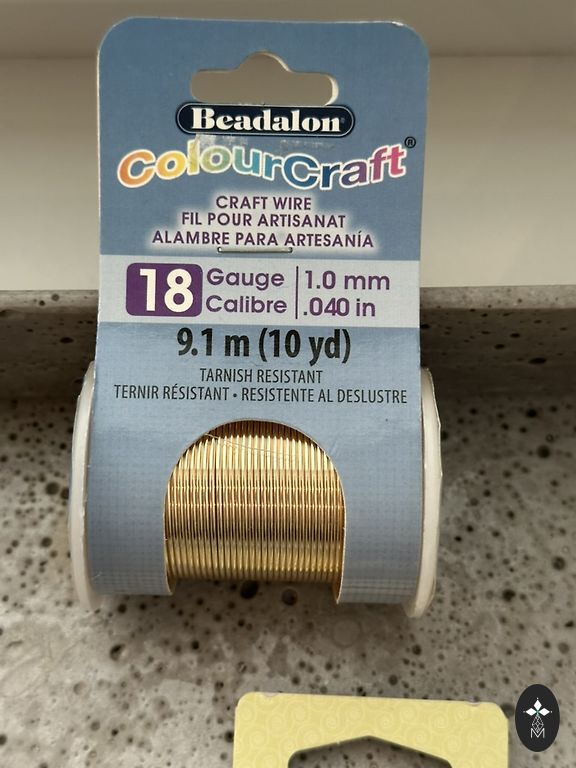 Beadalon®
ColourCraft®
CRAFT WIRE
FIL POUR ARTISANAT
ALAMBRE PARA ARTESANÍA
18 Gauge 1.0 mm
Calibre .040 in
9.1 m (10 yd)
TARNISH RESISTANT
TERNIR RÉSISTANT • RESISTENTE AL DESLUSTRE
M